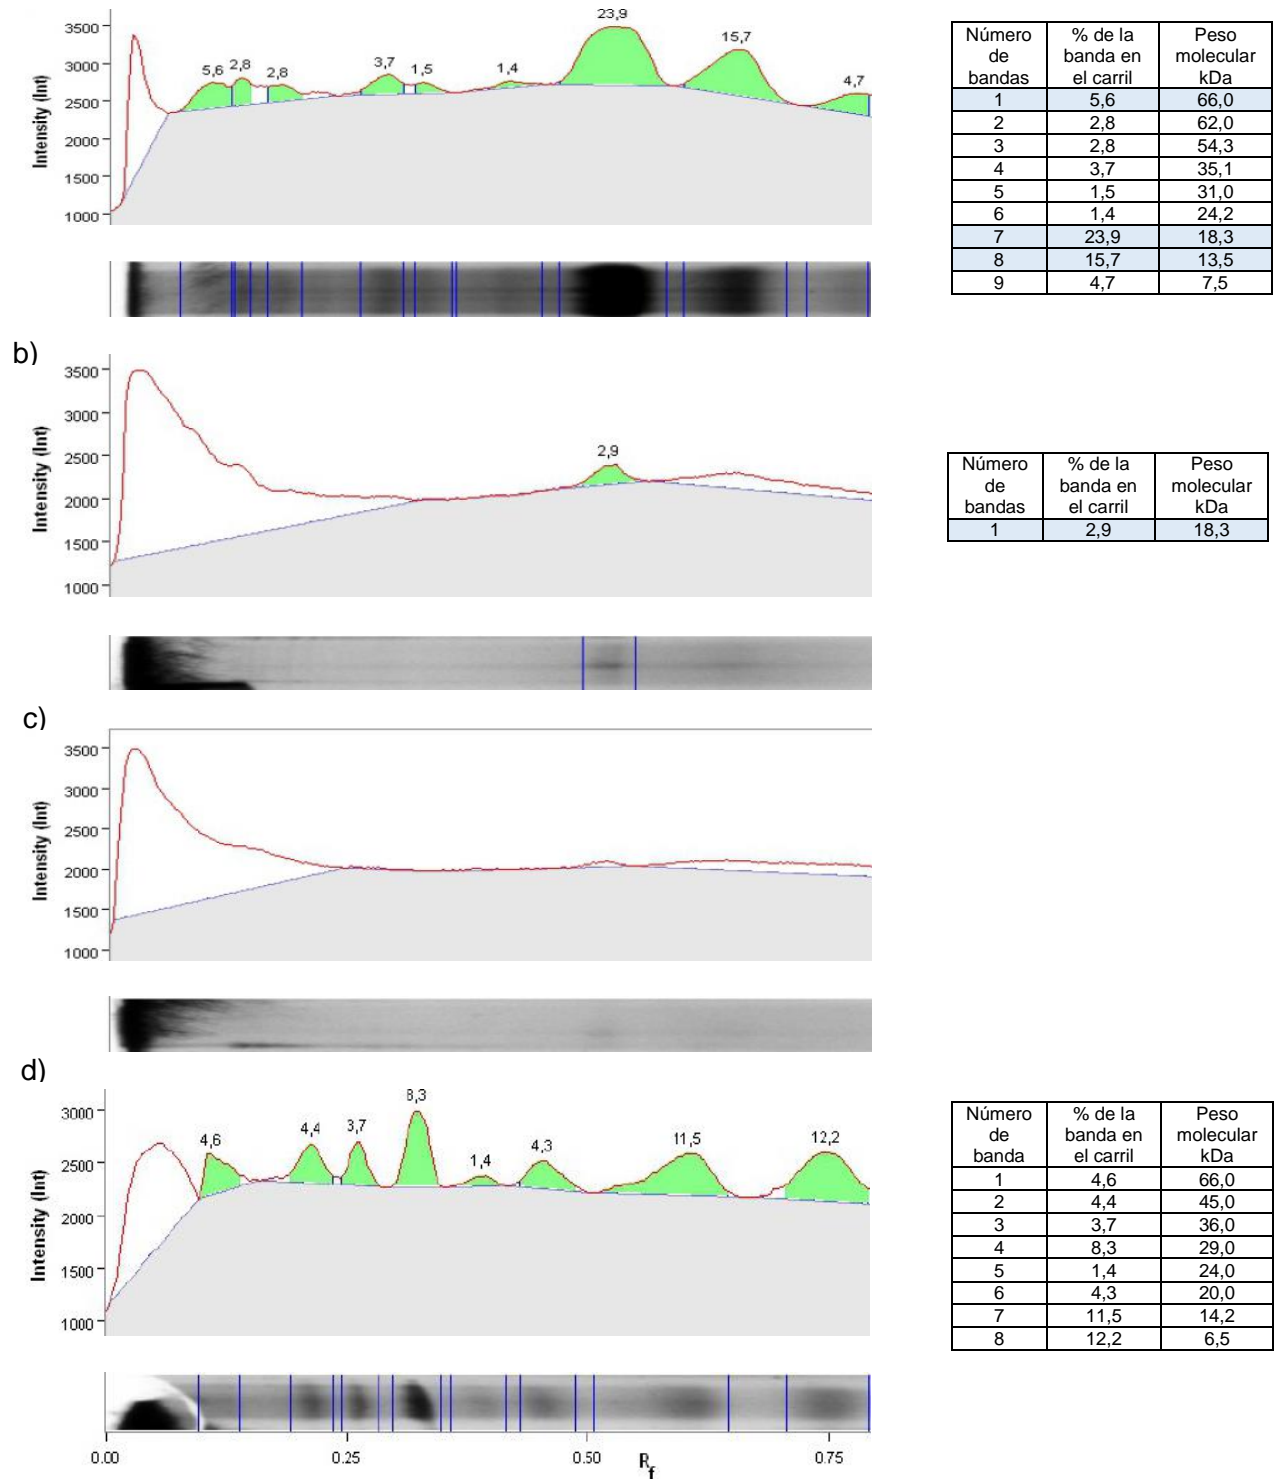 3500
3000
2500
2000
1500
1000
Intensity (Int)
5,6
2,8
2,8
3,7
1,5
1,4
23,9
15,7
4,7
Número de bandas | % de la banda en el carril | Peso molecular kDa
1 5,6 66,0
2 2,8 62,0
3 2,8 54,3
4 3,7 35,1
5 1,5 31,0
6 1,4 24,2
7 23,9 18,3
8 15,7 13,5
9 4,7 7,5
b)
3500
3000
2500
2000
1500
1000
Intensity (Int)
2,9
Número de bandas | % de la banda en el carril | Peso molecular kDa
1 2,9 18,3
c)
3500
3000
2500
2000
1500
1000
Intensity (Int)
d)
3000
2500
2000
1500
1000
Intensity (Int)
4,6
4,4
3,7
8,3
1,4
4,3
11,5
12,2
Número de banda | % de la banda en el carril | Peso molecular kDa
1 4,6 66,0
2 4,4 45,0
3 3,7 36,0
4 8,3 29,0
5 1,4 24,0
6 4,3 20,0
7 11,5 14,2
8 12,2 6,5
0.00 0.25 0.50 0.75
Rf